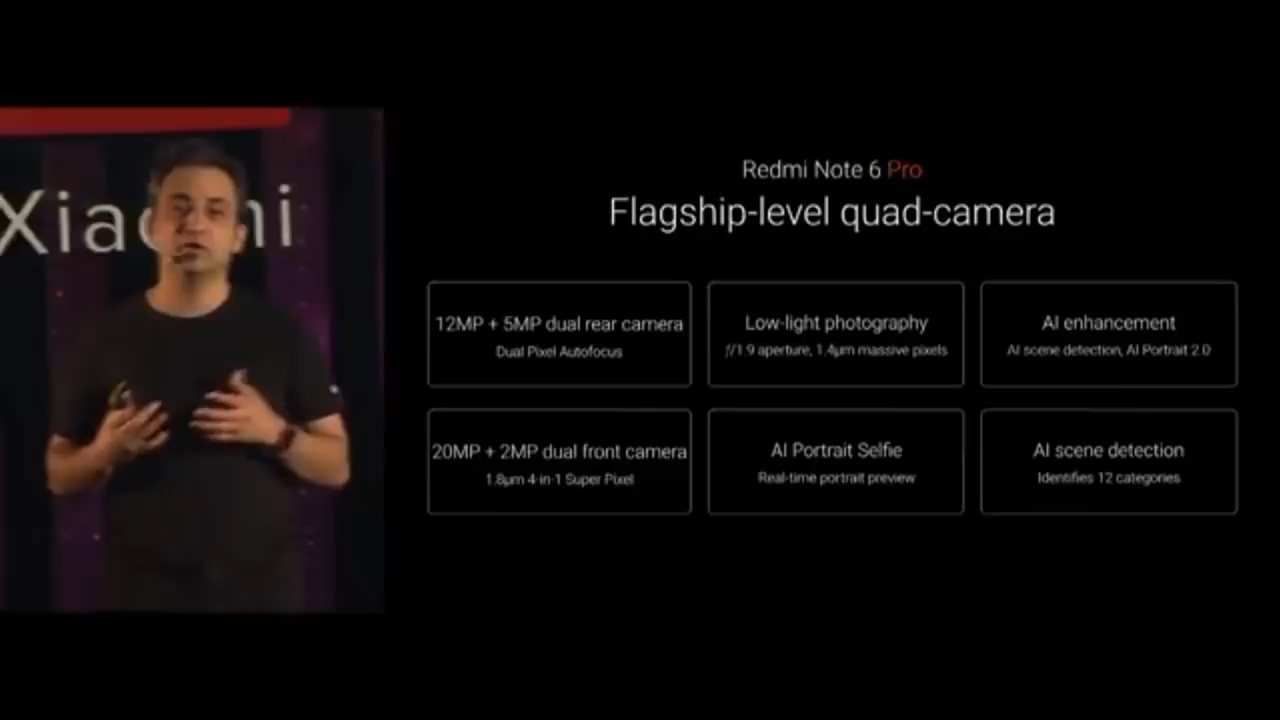 Xiaomi
Redmi Note 6 Pro
Flagship-level quad-camera
12MP + 5MP dual rear camera
Dual Pixel Autofocus
Low-light photography
ƒ/1.9 aperture, 1.4μm massive pixels
AI enhancement
AI scene detection, AI Portrait 2.0
20MP + 2MP dual front camera
1.8μm 4-in-1 Super Pixel
AI Portrait Selfie
Real-time portrait preview
AI scene detection
Identifies 12 categories